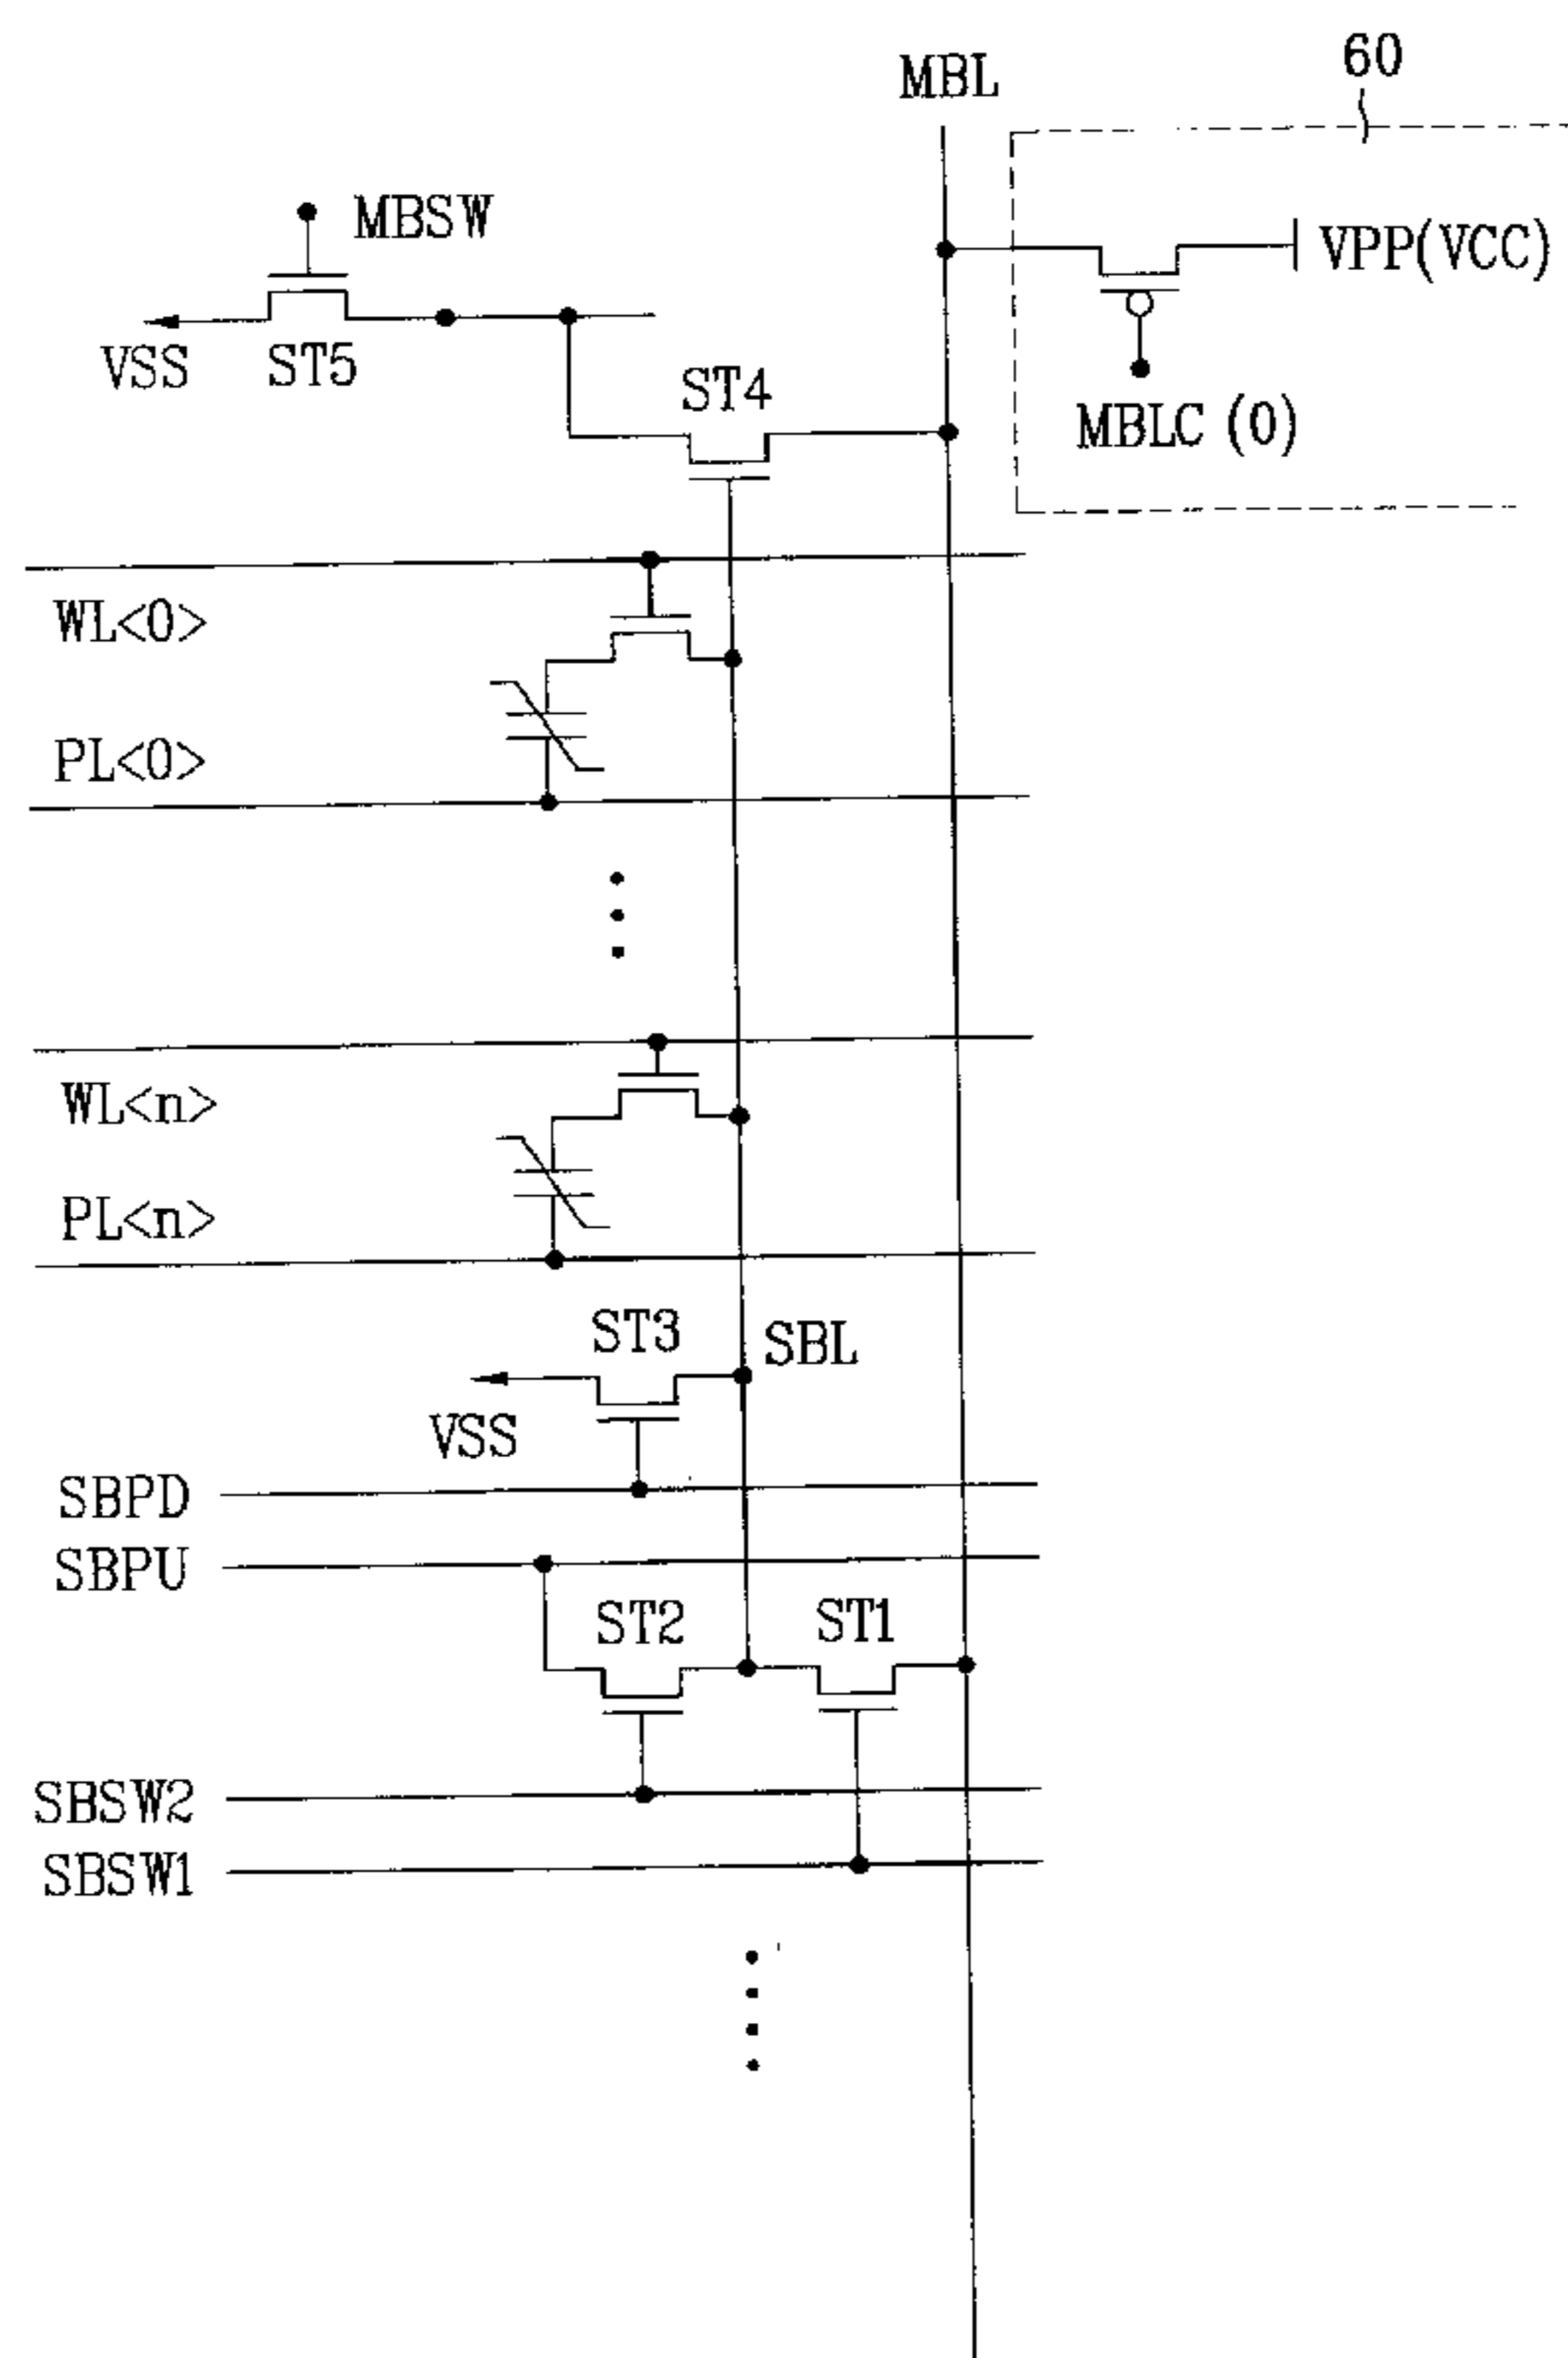 60
MBL
MBSW
VPP(VCC)
VSS
ST5
ST4
MBLC (0)
WL<0>
PL<0>
WL<n>
PL<n>
ST3
SBL
VSS
SBPD
SBPU
ST2
ST1
SBSW2
SBSW1